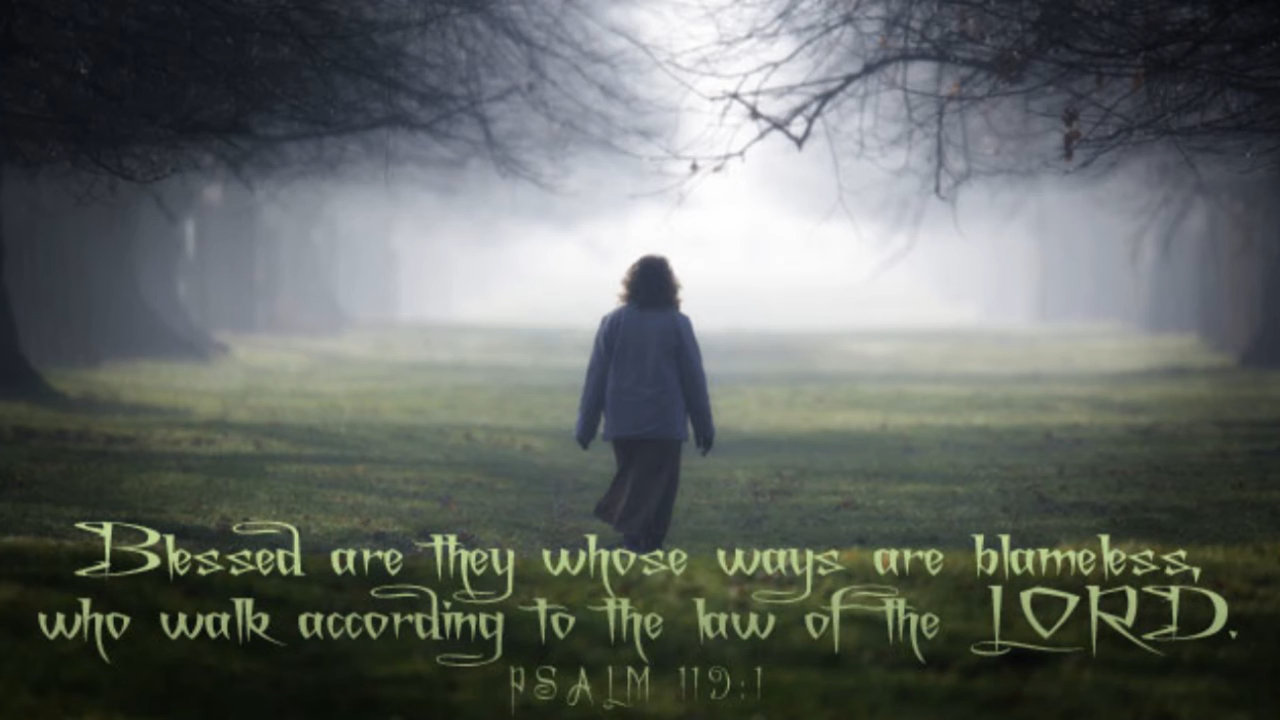 Blessed are they whose ways are blameless,
who walk according to the law of the LORD.
PSALM 119:1